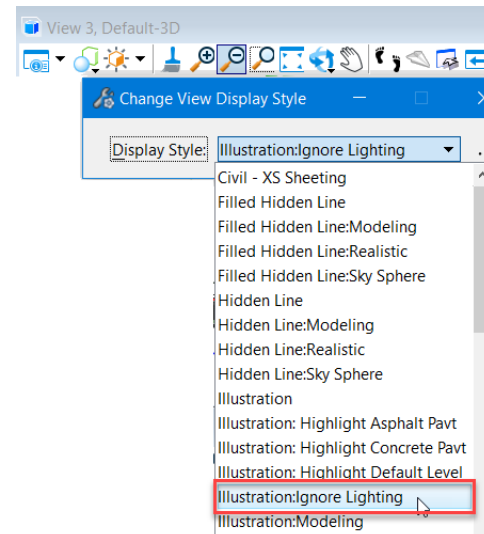 View 3, Default-3D
Change View Display Style
Display Style: Illustration:Ignore Lighting
Civil - XS Sheeting
Filled Hidden Line
Filled Hidden Line:Modeling
Filled Hidden Line:Realistic
Filled Hidden Line:Sky Sphere
Hidden Line
Hidden Line:Modeling
Hidden Line:Realistic
Hidden Line:Sky Sphere
Illustration
Illustration: Highlight Asphalt Pavt
Illustration: Highlight Concrete Pavt
Illustration: Highlight Default Level
Illustration:Ignore Lighting
Illustration:Modeling